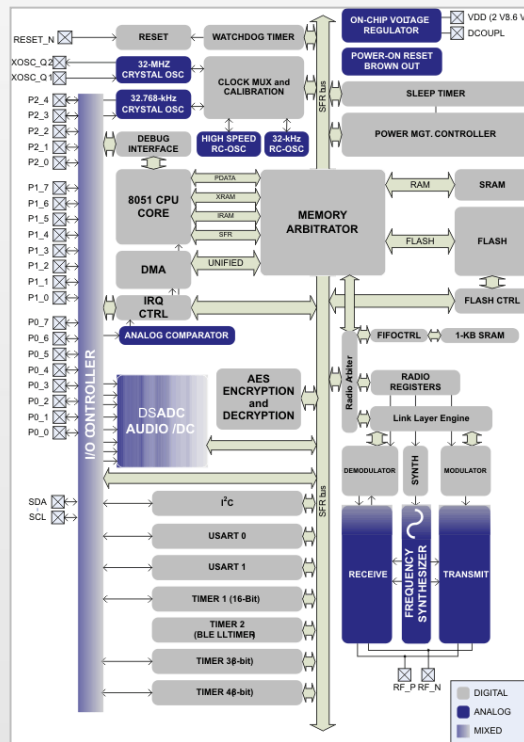 RESET_N
XOSC_Q2
XOSC_Q1
P2_4
P2_3
P2_2
P2_1
P2_0
P1_7
P1_6
P1_5
P1_4
P1_3
P1_2
P1_1
P1_0
P0_7
P0_6
P0_5
P0_4
P0_3
P0_2
P0_1
P0_0
SDA
SCL
I/O CONTROLLER
RESET
WATCHDOG TIMER
32-MHZ
CRYSTAL OSC
32.768-kHz
CRYSTAL OSC
CLOCK MUX and
CALIBRATION
DEBUG
INTERFACE
HIGH SPEED
RC-OSC
32-kHz
RC-OSC
SFR bus
ON-CHIP VOLTAGE
REGULATOR
VDD (2 V3.6 V
DCOUPL
POWER-ON RESET
BROWN OUT
SLEEP TIMER
POWER MGT. CONTROLLER
8051 CPU
CORE
PDATA
XRAM
IRAM
SFR
DMA
UNIFIED
MEMORY
ARBITRATOR
RAM
SRAM
FLASH
FLASH
IRQ
CTRL
FLASH CTRL
ANALOG COMPARATOR
FIFOCTRL
1-KB SRAM
Radio Arbiter
RADIO
REGISTERS
Link Layer Engine
DSADC
AUDIO /DC
AES
ENCRYPTION
and
DECRYPTION
DEMODULATOR
SYNTH
MODULATOR
SFR bus
I²C
USART 0
USART 1
TIMER 1 (16-Bit)
TIMER 2
(BLE LLTIMER)
TIMER 38-bit)
TIMER 48-bit)
RECEIVE
FREQUENCY
SYNTHESIZER
TRANSMIT
RF_P
RF_N
DIGITAL
ANALOG
MIXED